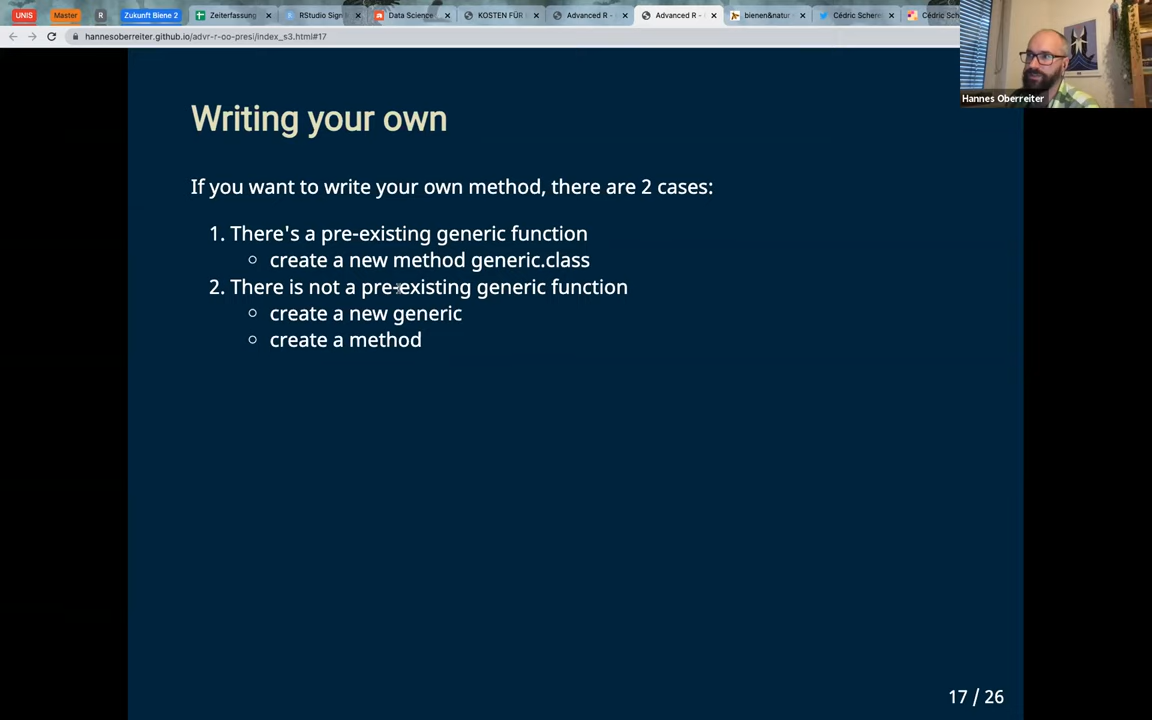 UNIS Master R Zukunft Biene 2 Zeiterfassung RStudio Sign Data Science KOSTEN FÜR Advanced R - Advanced R - bienen&natur Cédric Schere Cédric Sch
hannesoberreiter.github.io/advr-r-oo-presi/index_s3.html#17
Hannes Oberreiter
Writing your own
If you want to write your own method, there are 2 cases:
1. There's a pre-existing generic function
create a new method generic.class
2. There is not a pre-existing generic function
create a new generic
create a method
17 / 26